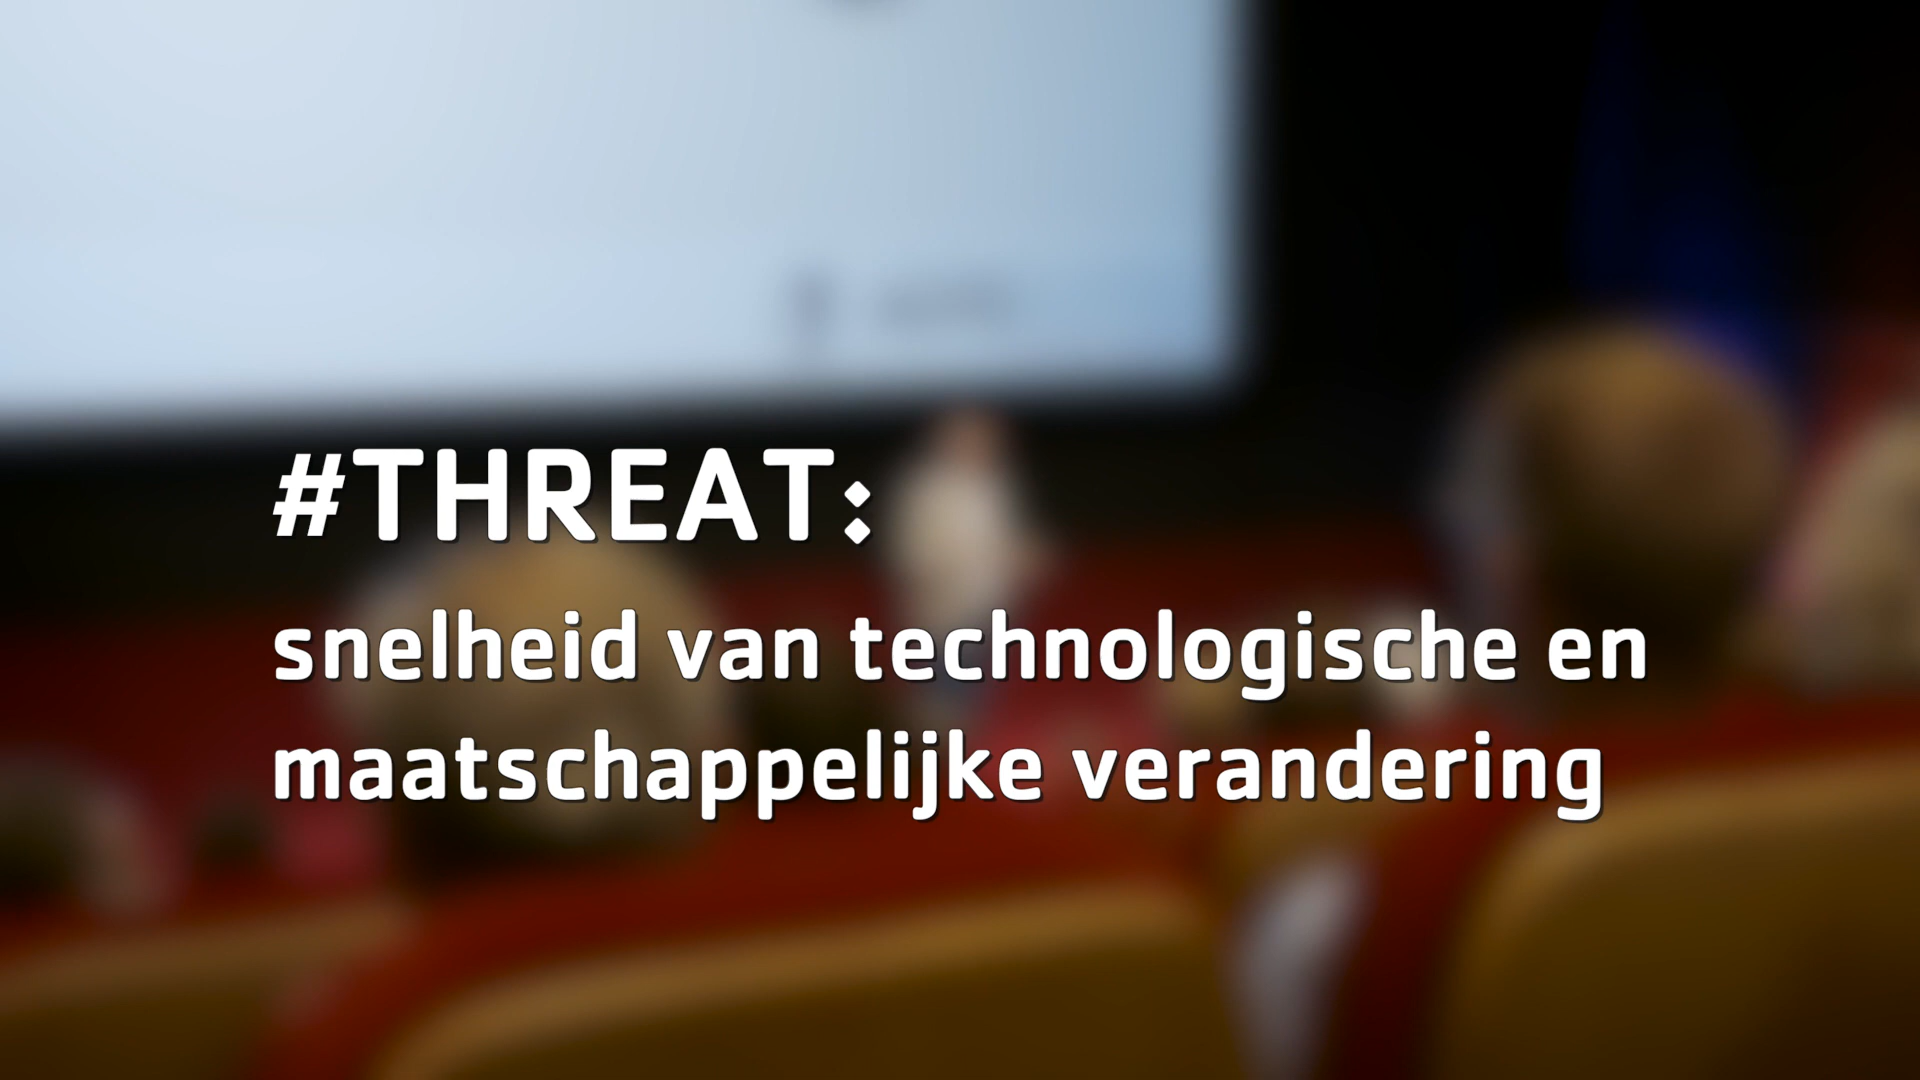 #THREAT:
snelheid van technologische en
maatschappelijke verandering